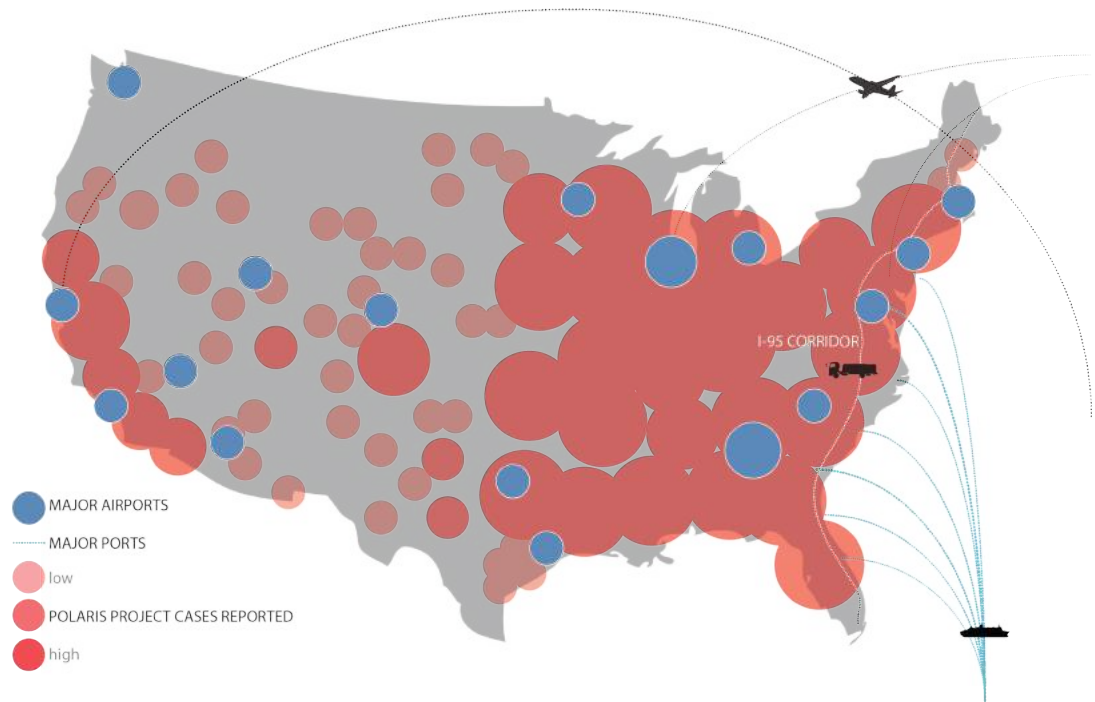 I-95 CORRIDOR
MAJOR AIRPORTS
MAJOR PORTS
low
POLARIS PROJECT CASES REPORTED
high